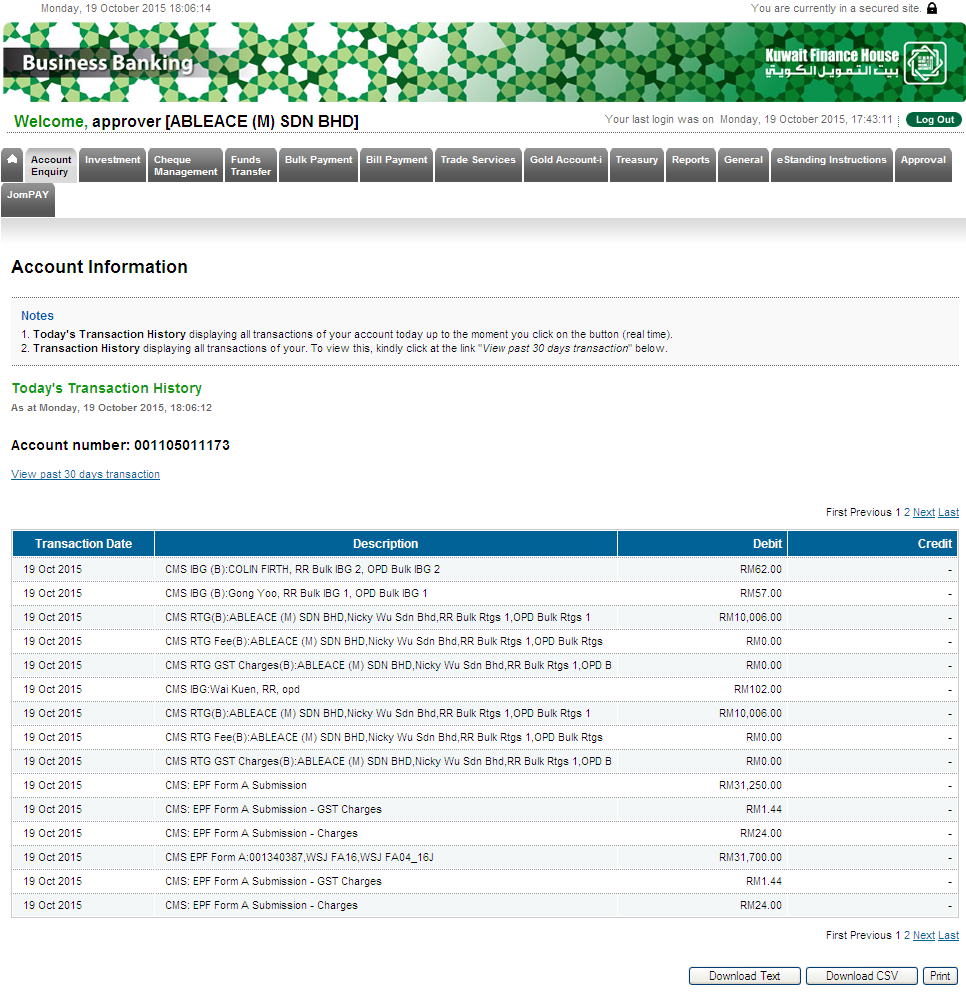 Monday, 19 October 2015 18:06:14
You are currently in a secured site.
Business Banking
Kuwait Finance House
بيت التمويل الكويتي
Welcome, approver [ABLEACE (M) SDN BHD]
Your last login was on Monday, 19 October 2015, 17:43:11
Log Out
Account Enquiry
Investment
Cheque Management
Funds Transfer
Bulk Payment
Bill Payment
Trade Services
Gold Account-i
Treasury
Reports
General
eStanding Instructions
Approval
JomPAY
Account Information
Notes
1. Today's Transaction History displaying all transactions of your account today up to the moment you click on the button (real time).
2. Transaction History displaying all transactions of your. To view this, kindly click at the link "View past 30 days transaction" below.
Today's Transaction History
As at Monday, 19 October 2015, 18:06:12
Account number: 001105011173
View past 30 days transaction
First Previous 1 2 Next Last
Transaction Date Description Debit Credit
19 Oct 2015 CMS IBG (B):COLIN FIRTH, RR Bulk IBG 2, OPD Bulk IBG 2 RM62.00 -
19 Oct 2015 CMS IBG (B):Gong Yoo, RR Bulk IBG 1, OPD Bulk IBG 1 RM57.00 -
19 Oct 2015 CMS RTG(B):ABLEACE (M) SDN BHD,Nicky Wu Sdn Bhd,RR Bulk Rtgs 1,OPD Bulk Rtgs 1 RM10,006.00 -
19 Oct 2015 CMS RTG Fee(B):ABLEACE (M) SDN BHD,Nicky Wu Sdn Bhd,RR Bulk Rtgs 1,OPD Bulk Rtgs RM0.00 -
19 Oct 2015 CMS RTG GST Charges(B):ABLEACE (M) SDN BHD,Nicky Wu Sdn Bhd,RR Bulk Rtgs 1,OPD B RM0.00 -
19 Oct 2015 CMS IBG:Wai Kuen, RR, opd RM102.00 -
19 Oct 2015 CMS RTG(B):ABLEACE (M) SDN BHD,Nicky Wu Sdn Bhd,RR Bulk Rtgs 1,OPD Bulk Rtgs 1 RM10,006.00 -
19 Oct 2015 CMS RTG Fee(B):ABLEACE (M) SDN BHD,Nicky Wu Sdn Bhd,RR Bulk Rtgs 1,OPD Bulk Rtgs RM0.00 -
19 Oct 2015 CMS RTG GST Charges(B):ABLEACE (M) SDN BHD,Nicky Wu Sdn Bhd,RR Bulk Rtgs 1,OPD B RM0.00 -
19 Oct 2015 CMS: EPF Form A Submission RM31,250.00 -
19 Oct 2015 CMS: EPF Form A Submission - GST Charges RM1.44 -
19 Oct 2015 CMS: EPF Form A Submission - Charges RM24.00 -
19 Oct 2015 CMS EPF Form A:001340387,WSJ FA16,WSJ FA04_16J RM31,700.00 -
19 Oct 2015 CMS: EPF Form A Submission - GST Charges RM1.44 -
19 Oct 2015 CMS: EPF Form A Submission - Charges RM24.00 -
First Previous 1 2 Next Last
Download Text
Download CSV
Print